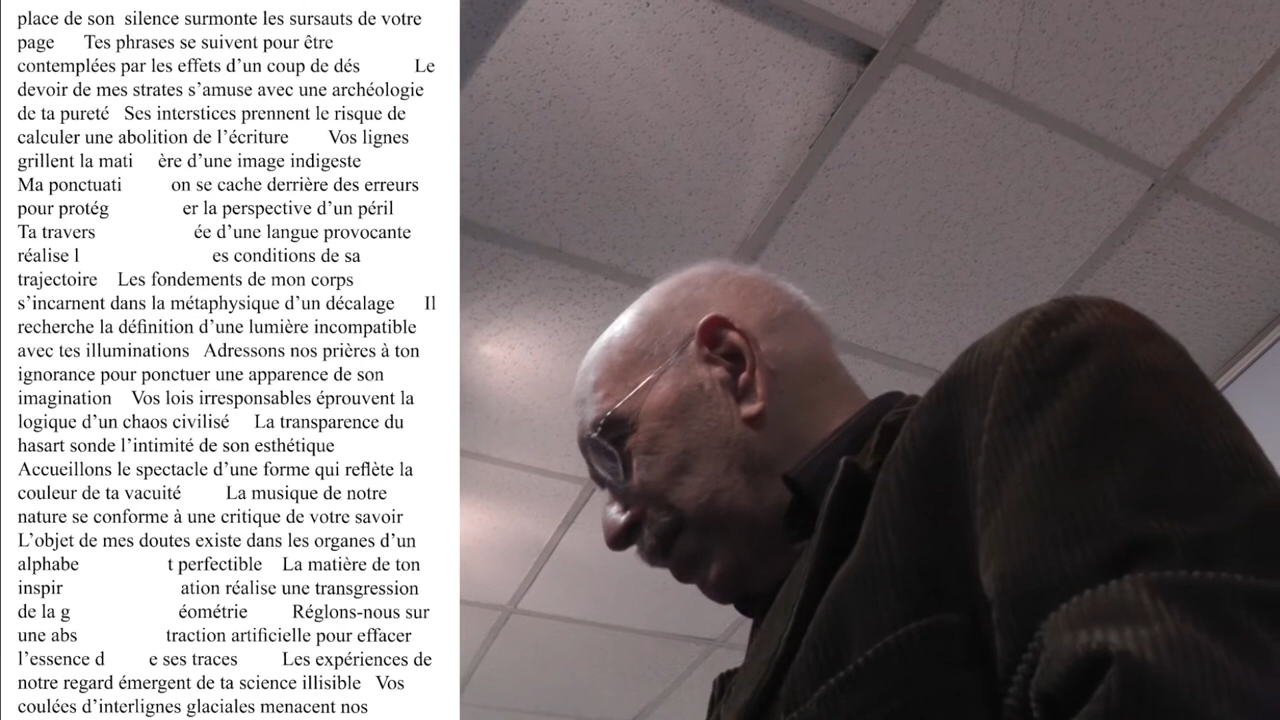 place de son silence surmonte les sursauts de votre
page Tes phrases se suivent pour être
contemplées par les effets d’un coup de dés Le
devoir de mes strates s’amuse avec une archéologie
de ta pureté Ses interstices prennent le risque de
calculer une abolition de l’écriture Vos lignes
grillent la mati ère d’une image indigeste
Ma ponctuati on se cache derrière des erreurs
pour protég er la perspective d’un péril
Ta travers ée d’une langue provocante
réalise l es conditions de sa
trajectoire Les fondements de mon corps
s’incarnent dans la métaphysique d’un décalage Il
recherche la définition d’une lumière incompatible
avec tes illuminations Adressons nos prières à ton
ignorance pour ponctuer une apparence de son
imagination Vos lois irresponsables éprouvent la
logique d’un chaos civilisé La transparence du
hasart sonde l’intimité de son esthétique
Accueillons le spectacle d’une forme qui reflète la
couleur de ta vacuité La musique de notre
nature se conforme à une critique de votre savoir
L’objet de mes doutes existe dans les organes d’un
alphabe t perfectible La matière de ton
inspir ation réalise une transgression
de la g éométrie Réglons-nous sur
une abs traction artificielle pour effacer
l’essence d e ses traces Les expériences de
notre regard émergent de ta science illisible Vos
coulées d’interlignes glaciales menacent nos